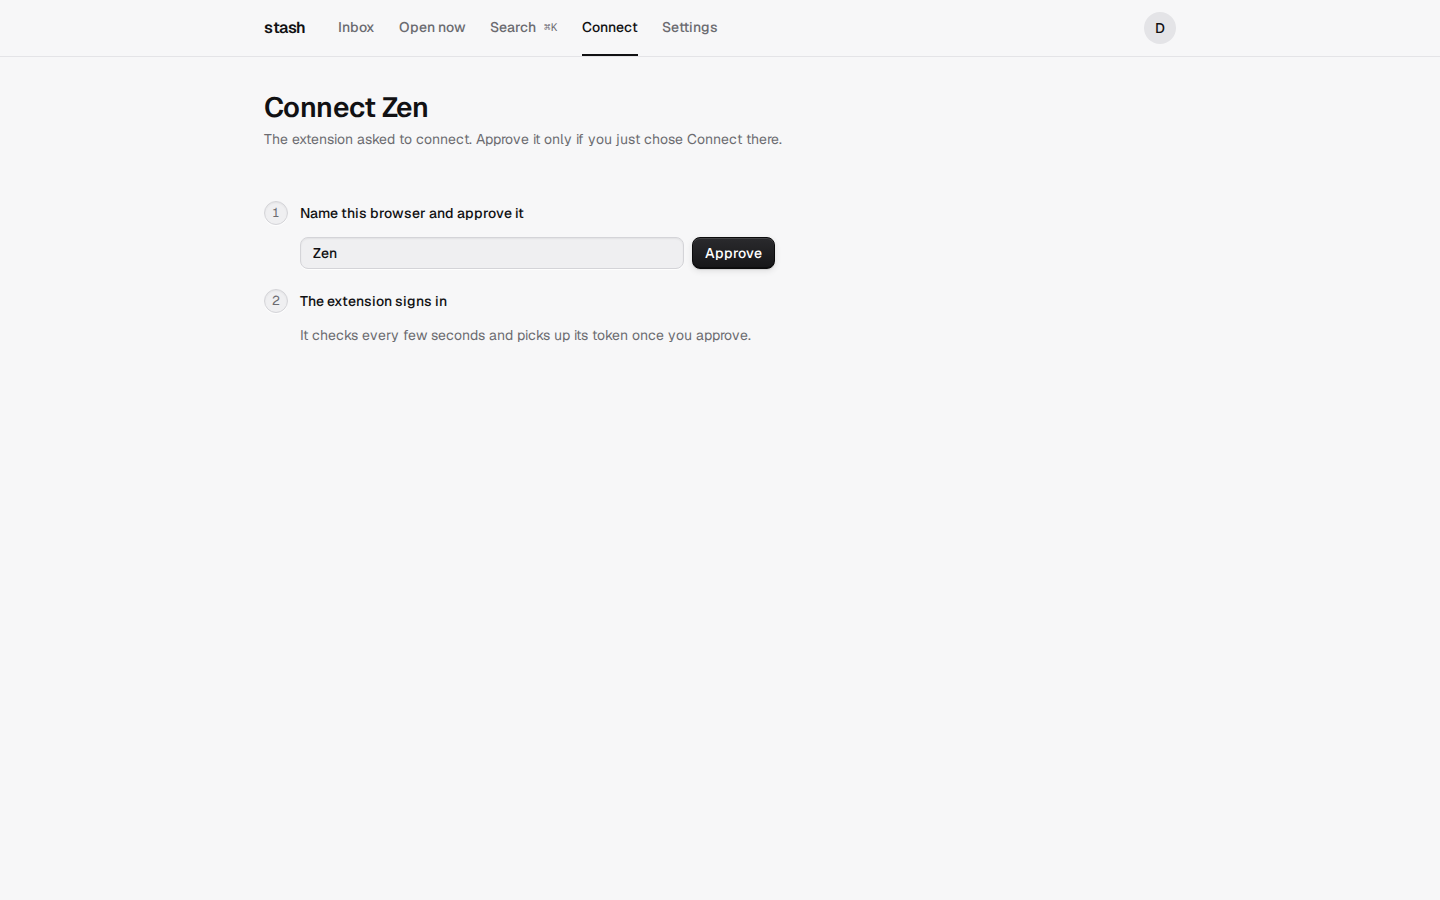 stash Inbox Open now Search ⌘K Connect Settings D
Connect Zen
The extension asked to connect. Approve it only if you just chose Connect there.
1 Name this browser and approve it
Zen Approve
2 The extension signs in
It checks every few seconds and picks up its token once you approve.